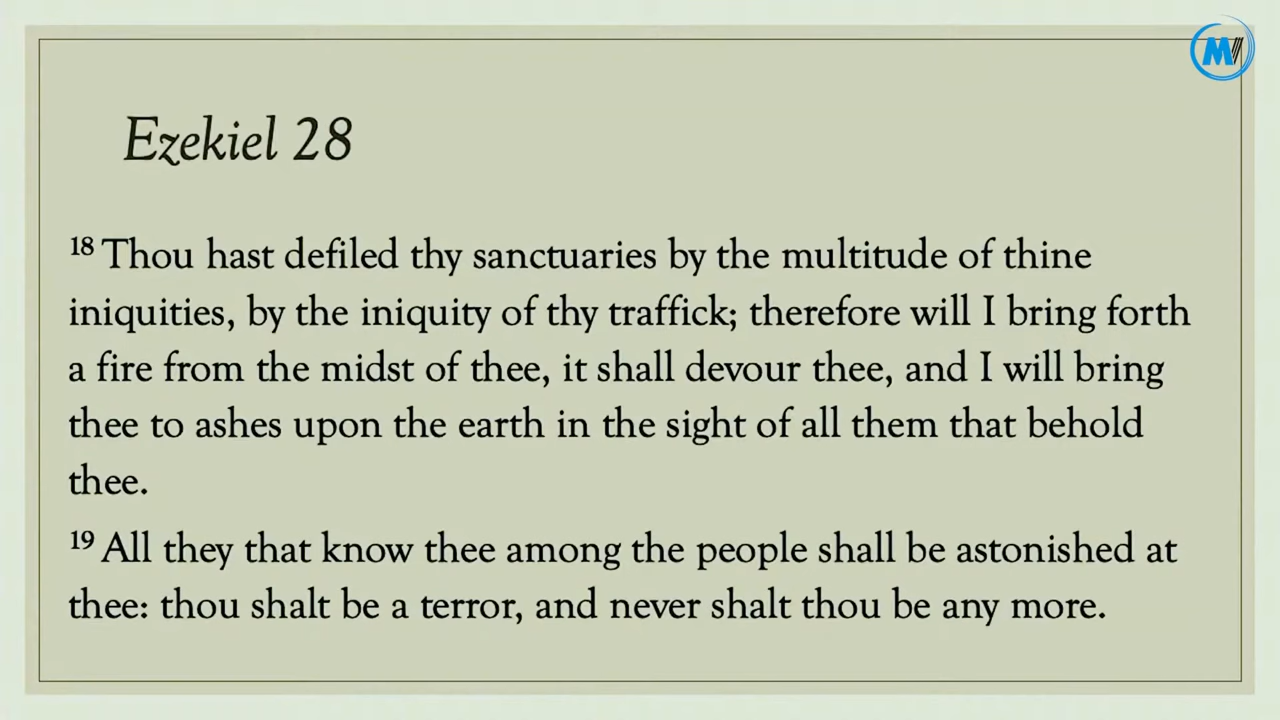 M
Ezekiel 28
18 Thou hast defiled thy sanctuaries by the multitude of thine
iniquities, by the iniquity of thy traffick; therefore will I bring forth
a fire from the midst of thee, it shall devour thee, and I will bring
thee to ashes upon the earth in the sight of all them that behold
thee.
19 All they that know thee among the people shall be astonished at
thee: thou shalt be a terror, and never shalt thou be any more.